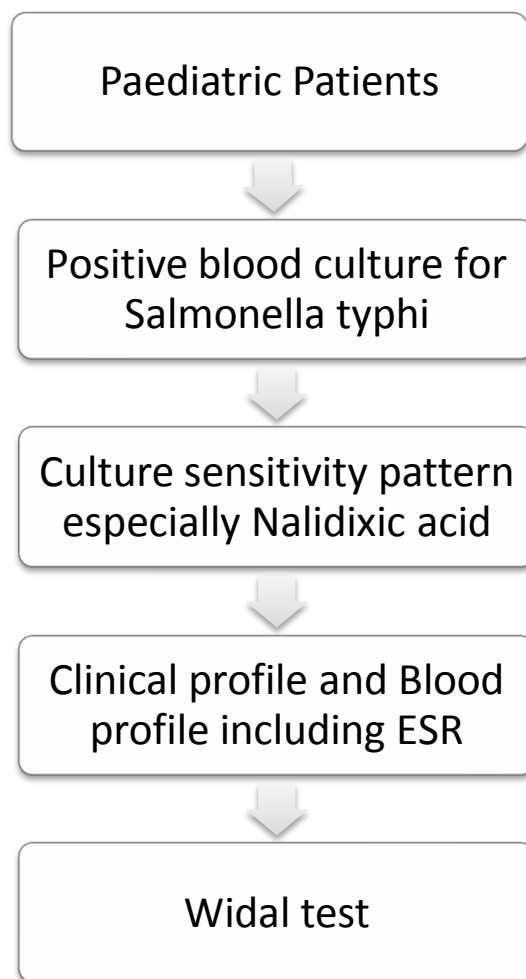 Paediatric Patients
Positive blood culture for
Salmonella typhi
Culture sensitivity pattern
especially Nalidixic acid
Clinical profile and Blood
profile including ESR
Widal test